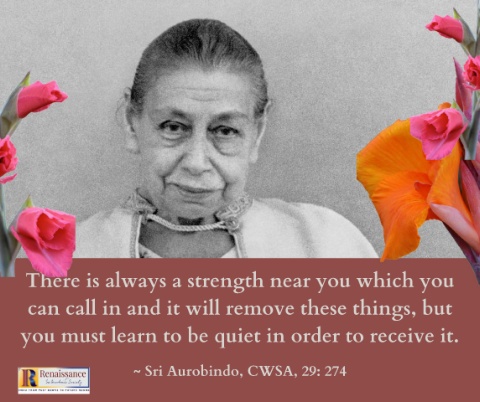 There is always a strength near you which you
can call in and it will remove these things, but
you must learn to be quiet in order to receive it.
~ Sri Aurobindo, CWSA, 29: 274
Renaissance